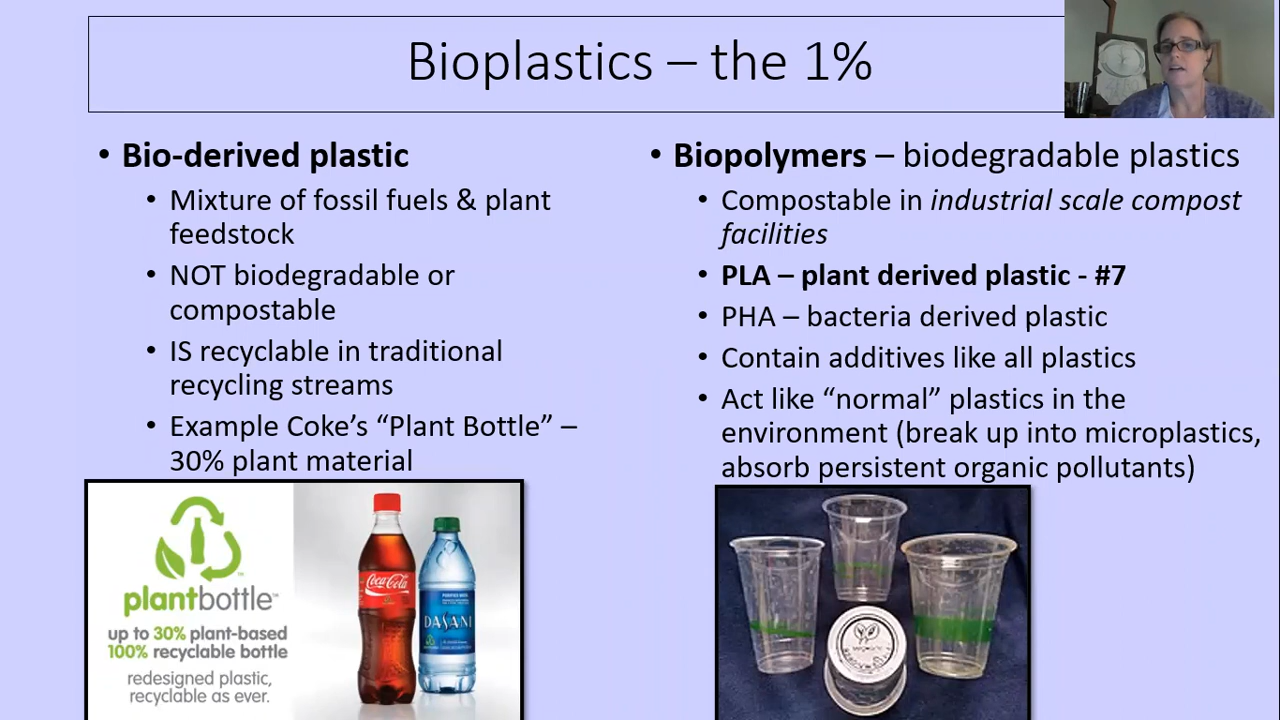 Bioplastics – the 1%
• Bio-derived plastic
• Mixture of fossil fuels & plant
feedstock
• NOT biodegradable or
compostable
• IS recyclable in traditional
recycling streams
• Example Coke’s “Plant Bottle” –
30% plant material
plantbottle™
up to 30% plant-based
100% recyclable bottle
redesigned plastic,
recyclable as ever.
Coca-Cola
DASANI
• Biopolymers – biodegradable plastics
• Compostable in industrial scale compost
facilities
• PLA – plant derived plastic - #7
• PHA – bacteria derived plastic
• Contain additives like all plastics
• Act like “normal” plastics in the
environment (break up into microplastics,
absorb persistent organic pollutants)